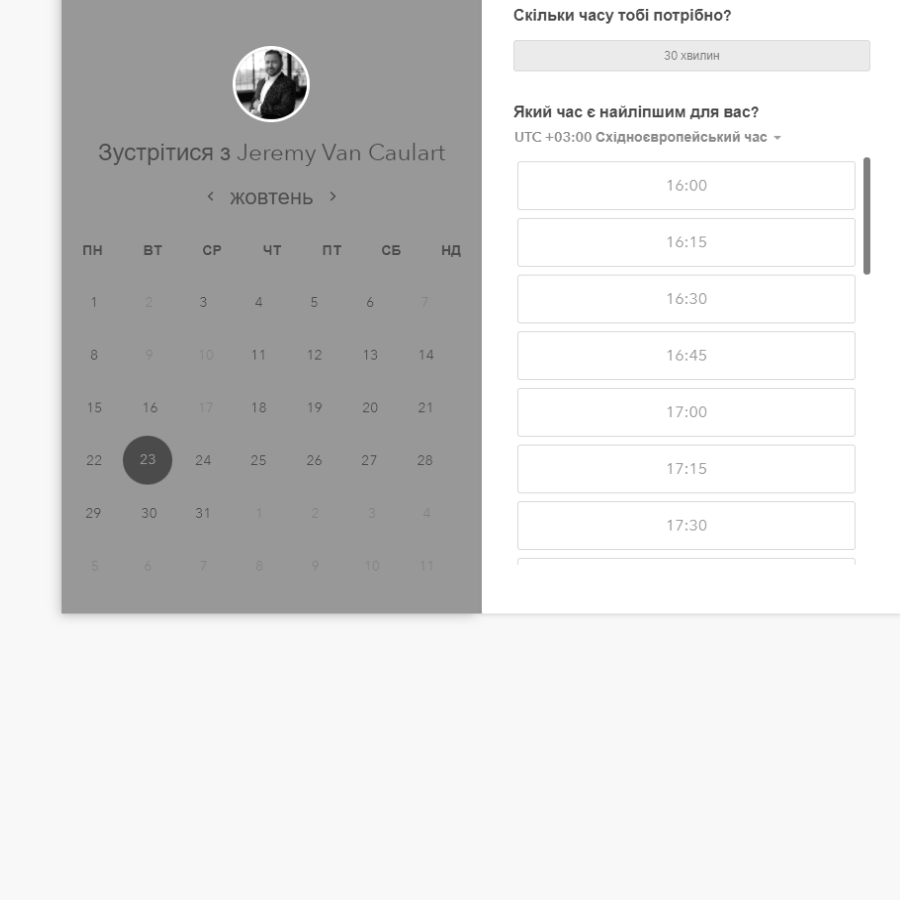 Зустрітися з Jeremy Van Caulart
жовтень
ПН ВТ СР ЧТ ПТ СБ НД
1 2 3 4 5 6 7
8 9 10 11 12 13 14
15 16 17 18 19 20 21
22 23 24 25 26 27 28
29 30 31 1 2 3 4
5 6 7 8 9 10 11
Скільки часу тобі потрібно?
30 хвилин
Який час є найліпшим для вас?
UTC +03:00 Східноєвропейський час
16:00
16:15
16:30
16:45
17:00
17:15
17:30